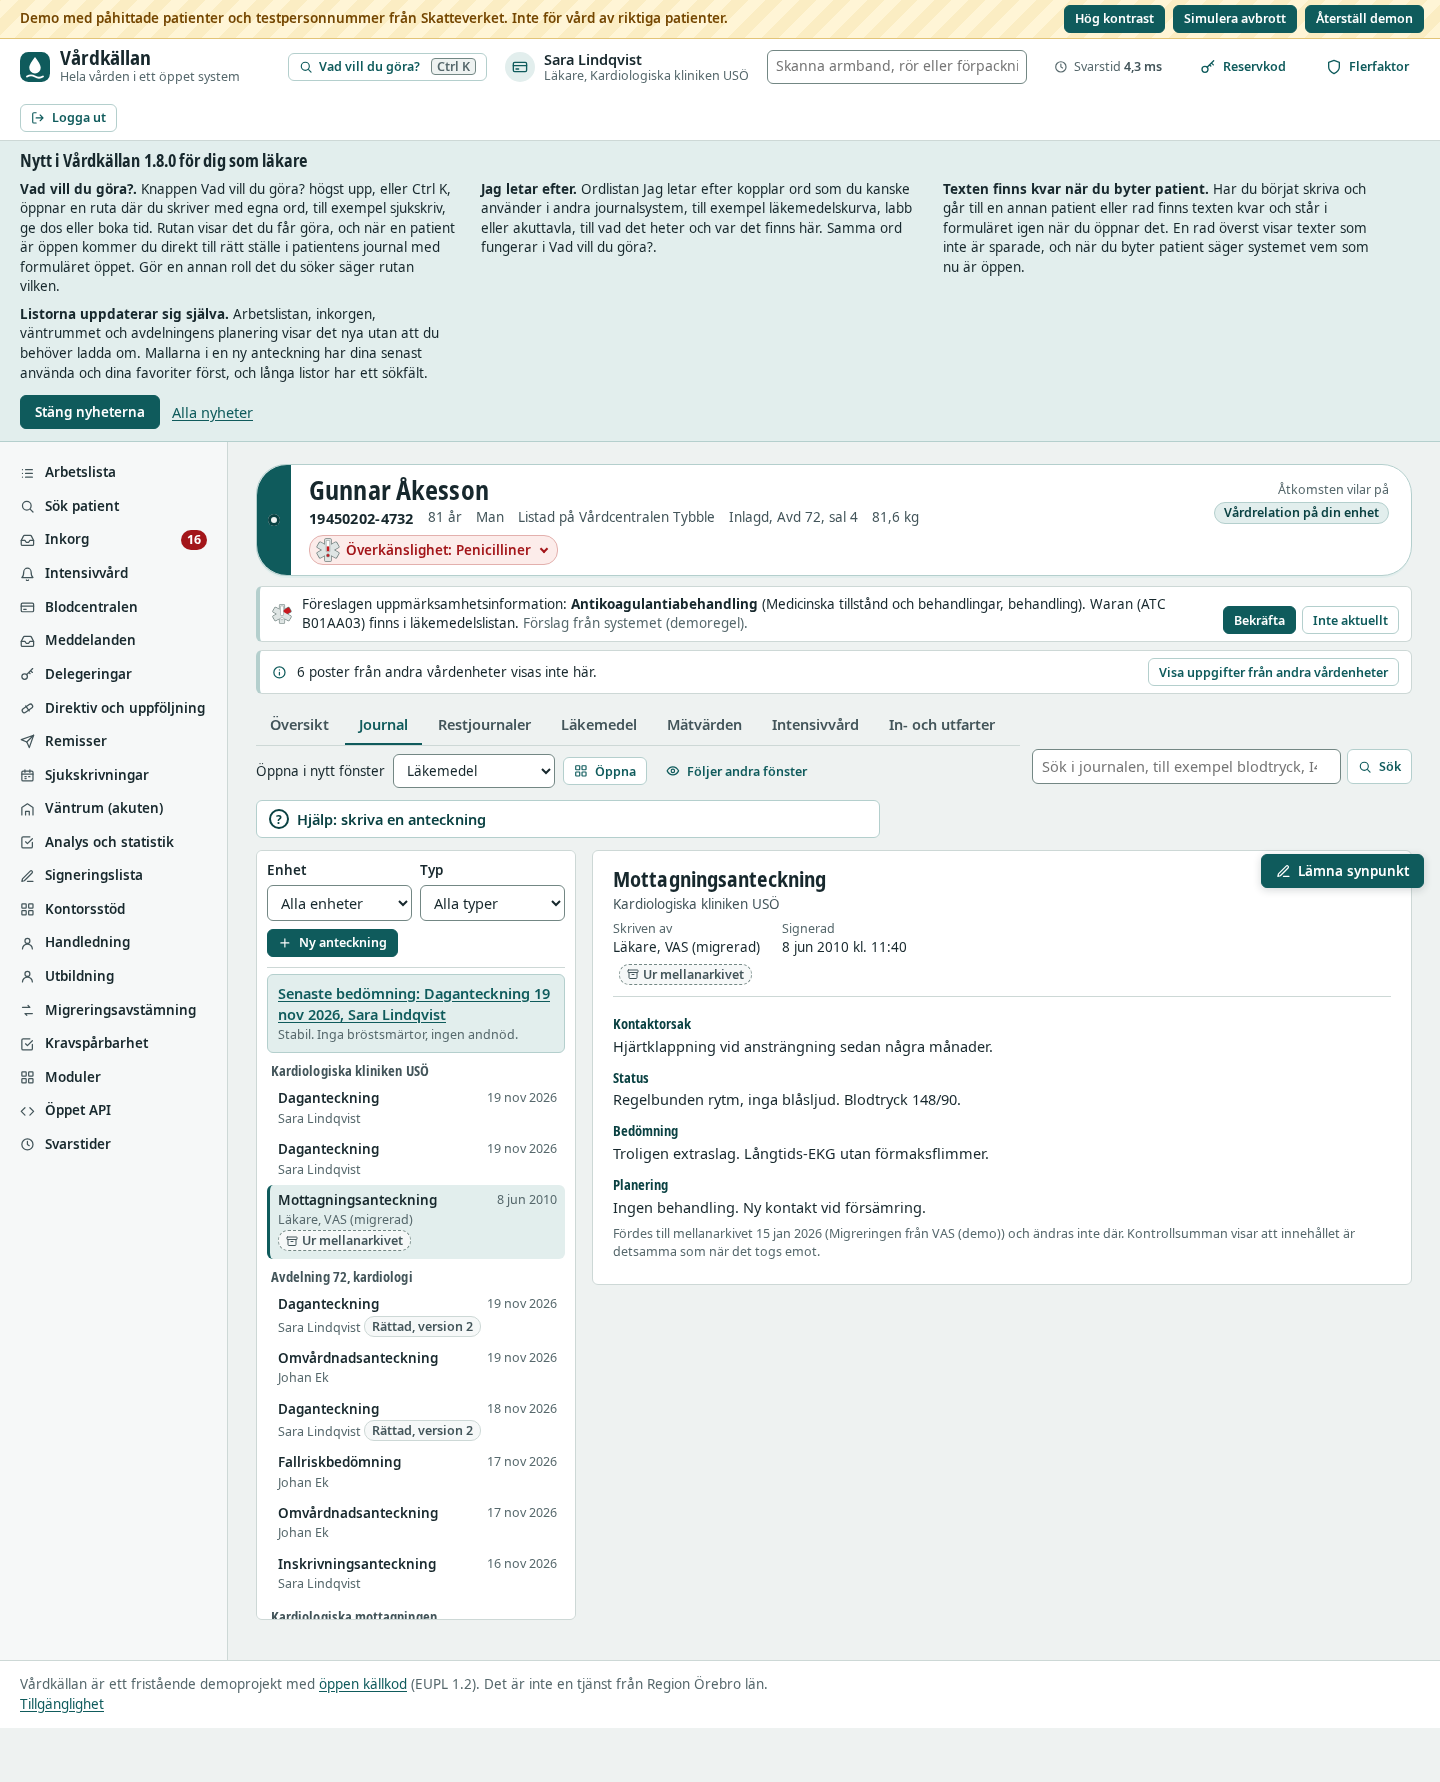 Demo med påhittade patienter och testpersonnummer från Skatteverket. Inte för vård av riktiga patienter.
Hög kontrast
Simulera avbrott
Återställ demon
Vårdkällan
Hela vården i ett öppet system
Vad vill du göra? Ctrl K
Sara Lindqvist
Läkare, Kardiologiska kliniken USÖ
Skanna armband, rör eller förpackni
Svarstid 4,3 ms
Reservkod
Flerfaktor
Logga ut
Nytt i Vårdkällan 1.8.0 för dig som läkare
Vad vill du göra?. Knappen Vad vill du göra? högst upp, eller Ctrl K,
öppnar en ruta där du skriver med egna ord, till exempel sjukskriv,
ge dos eller boka tid. Rutan visar det du får göra, och när en patient
är öppen kommer du direkt till rätt ställe i patientens journal med
formuläret öppet. Gör en annan roll det du söker säger rutan
vilken.
Jag letar efter. Ordlistan Jag letar efter kopplar ord som du kanske
använder i andra journalsystem, till exempel läkemedelskurva, labb
eller akuttavla, till vad det heter och var det finns här. Samma ord
fungerar i Vad vill du göra?.
Texten finns kvar när du byter patient. Har du börjat skriva och
går till en annan patient eller rad finns texten kvar och står i
formuläret igen när du öppnar det. En rad överst visar texter som
inte är sparade, och när du byter patient säger systemet vem som
nu är öppen.
Listorna uppdaterar sig själva. Arbetslistan, inkorgen,
väntrummet och avdelningens planering visar det nya utan att du
behöver ladda om. Mallarna i en ny anteckning har dina senast
använda och dina favoriter först, och långa listor har ett sökfält.
Stäng nyheterna
Alla nyheter
Arbetslista
Sök patient
Inkorg 16
Intensivvård
Blodcentralen
Meddelanden
Delegeringar
Direktiv och uppföljning
Remisser
Sjukskrivningar
Väntrum (akuten)
Analys och statistik
Signeringslista
Kontorsstöd
Handledning
Utbildning
Migreringsavstämning
Kravspårbarhet
Moduler
Öppet API
Svarstider
Gunnar Åkesson
19450202-4732 81 år Man Listad på Vårdcentralen Tybble Inlagd, Avd 72, sal 4 81,6 kg
Överkänslighet: Penicilliner
Åtkomsten vilar på
Vårdrelation på din enhet
Föreslagen uppmärksamhetsinformation: Antikoagulantiabehandling (Medicinska tillstånd och behandlingar, behandling). Waran (ATC
B01AA03) finns i läkemedelslistan. Förslag från systemet (demoregel).
Bekräfta
Inte aktuellt
6 poster från andra vårdenheter visas inte här.
Visa uppgifter från andra vårdenheter
Översikt
Journal
Restjournaler
Läkemedel
Mätvärden
Intensivvård
In- och utfarter
Öppna i nytt fönster
Läkemedel
Öppna
Följer andra fönster
Sök i journalen, till exempel blodtryck, I4
Sök
? Hjälp: skriva en anteckning
Enhet
Typ
Alla enheter
Alla typer
Ny anteckning
Senaste bedömning: Daganteckning 19
nov 2026, Sara Lindqvist
Stabil. Inga bröstsmärtor, ingen andnöd.
Kardiologiska kliniken USÖ
Daganteckning 19 nov 2026
Sara Lindqvist
Daganteckning 19 nov 2026
Sara Lindqvist
Mottagningsanteckning 8 jun 2010
Läkare, VAS (migrerad)
Ur mellanarkivet
Avdelning 72, kardiologi
Daganteckning 19 nov 2026
Sara Lindqvist Rättad, version 2
Omvårdnadsanteckning 19 nov 2026
Johan Ek
Daganteckning 18 nov 2026
Sara Lindqvist Rättad, version 2
Fallriskbedömning 17 nov 2026
Johan Ek
Omvårdnadsanteckning 17 nov 2026
Johan Ek
Inskrivningsanteckning 16 nov 2026
Sara Lindqvist
Kardiologiska mottagningen
Lämna synpunkt
Mottagningsanteckning
Kardiologiska kliniken USÖ
Skriven av
Läkare, VAS (migrerad)
Signerad
8 jun 2010 kl. 11:40
Ur mellanarkivet
Kontaktorsak
Hjärtklappning vid ansträngning sedan några månader.
Status
Regelbunden rytm, inga blåsljud. Blodtryck 148/90.
Bedömning
Troligen extraslag. Långtids-EKG utan förmaksflimmer.
Planering
Ingen behandling. Ny kontakt vid försämring.
Fördes till mellanarkivet 15 jan 2026 (Migreringen från VAS (demo)) och ändras inte där. Kontrollsumman visar att innehållet är
detsamma som när det togs emot.
Vårdkällan är ett fristående demoprojekt med öppen källkod (EUPL 1.2). Det är inte en tjänst från Region Örebro län.
Tillgänglighet